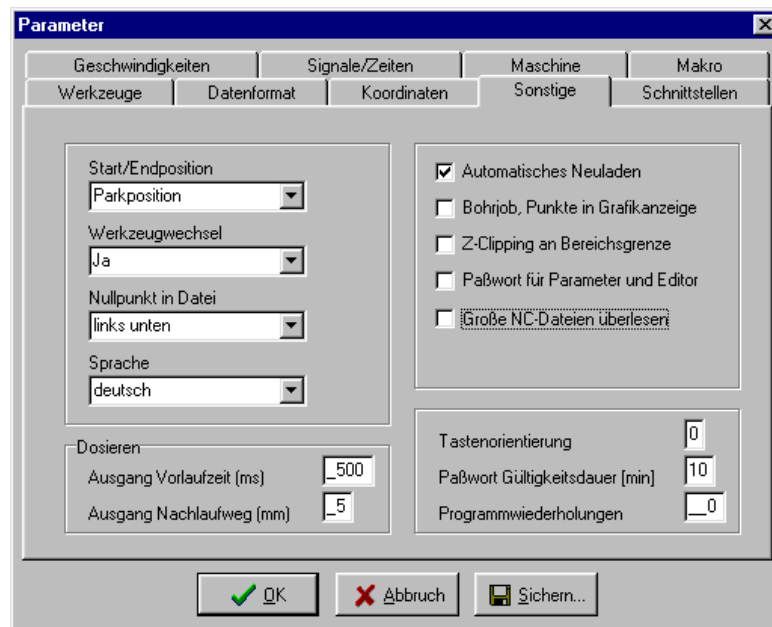 Parameter
Geschwindigkeiten Signale/Zeiten Maschine Makro
Werkzeuge Datenformat Koordinaten Sonstige Schnittstellen
Start/Endposition
Parkposition
Werkzeugwechsel
Ja
Nullpunkt in Datei
links unten
Sprache
deutsch
Automatisches Neuladen
Bohrjob, Punkte in Grafikanzeige
Z-Clipping an Bereichsgrenze
Paßwort für Parameter und Editor
Große NC-Dateien überlesen
Dosieren
Ausgang Vorlaufzeit (ms) _500
Ausgang Nachlaufweg (mm) _5
Tastenorientierung 0
Paßwort Gültigkeitsdauer [min] 10
Programmwiederholungen __0
OK Abbruch Sichern...